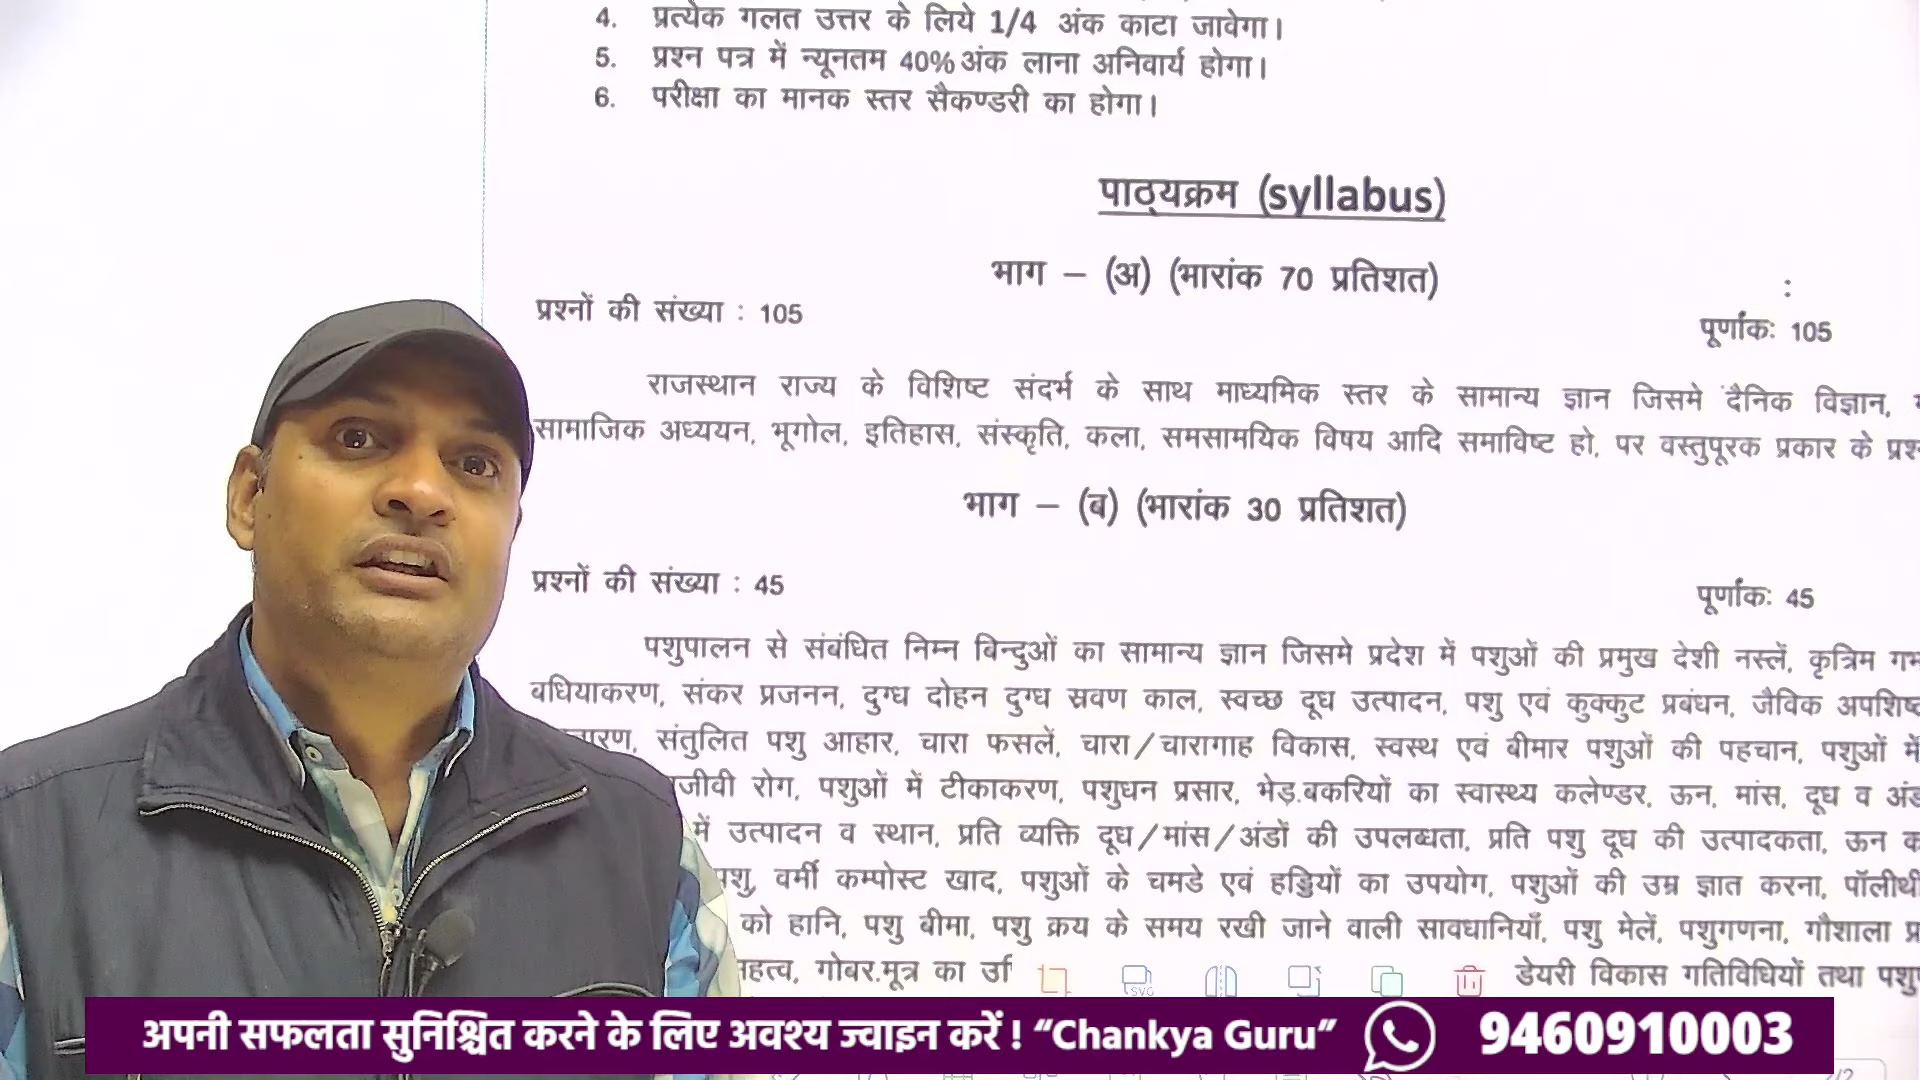 4. प्रत्येक गलत उत्तर के लिये 1/4 अंक काटा जावेगा।
5. प्रश्न पत्र में न्यूनतम 40% अंक लाना अनिवार्य होगा।
6. परीक्षा का मानक स्तर सैकण्डरी का होगा।
पाठ्यक्रम (syllabus)
भाग – (अ) (भारांक 70 प्रतिशत)
प्रश्नों की संख्या : 105 पूर्णांकः 105
राजस्थान राज्य के विशिष्ट संदर्भ के साथ माध्यमिक स्तर के सामान्य ज्ञान जिसमे दैनिक विज्ञान,
सामाजिक अध्ययन, भूगोल, इतिहास, संस्कृति, कला, समसामयिक विषय आदि समाविष्ट हो, पर वस्तुपूरक प्रकार के
भाग – (ब) (भारांक 30 प्रतिशत)
प्रश्नों की संख्या : 45 पूर्णांकः 45
पशुपालन से संबंधित निम्न बिन्दुओं का सामान्य ज्ञान जिसमे प्रदेश में पशुओं की प्रमुख देशी नस्लें, कृत्रिम
बधियाकरण, संकर प्रजनन, दुग्ध दोहन दुग्ध स्रवण काल, स्वच्छ दूध उत्पादन, पशु एवं कुक्कुट प्रबंधन, जैविक
संतुलित पशु आहार, चारा फसलें, चारा/चारागाह विकास, स्वस्थ एवं बीमार पशुओं की पहचान, पशुओं में
रोग, पशुओं में टीकाकरण, पशुधन प्रसार, भेड़.बकरियों का स्वास्थ्य कलेण्डर, ऊन, मांस, दूध व
में उत्पादन व स्थान, प्रति व्यक्ति दूध/मांस/अंडों की उपलब्धता, प्रति पशु दूध की उत्पादकता, ऊन
पशु, वर्मी कम्पोस्ट खाद, पशुओं के चमडे एवं हड्डियों का उपयोग, पशुओं की उम्र ज्ञात करना,
को हानि, पशु बीमा, पशु क्रय के समय रखी जाने वाली सावधानियाँ, पशु मेलें, पशुगणना, गौशाला
गोबर.मूत्र का डेयरी विकास गतिविधियों तथा
अपनी सफलता सुनिश्चित करने के लिए अवश्य ज्वाइन करें ! “Chankya Guru” 9460910003